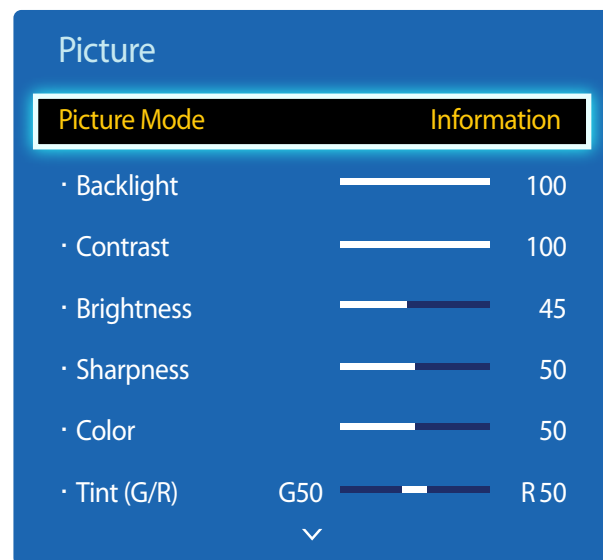 Picture
Picture Mode Information
· Backlight 100
· Contrast 100
· Brightness 45
· Sharpness 50
· Color 50
· Tint (G/R) G50 R50